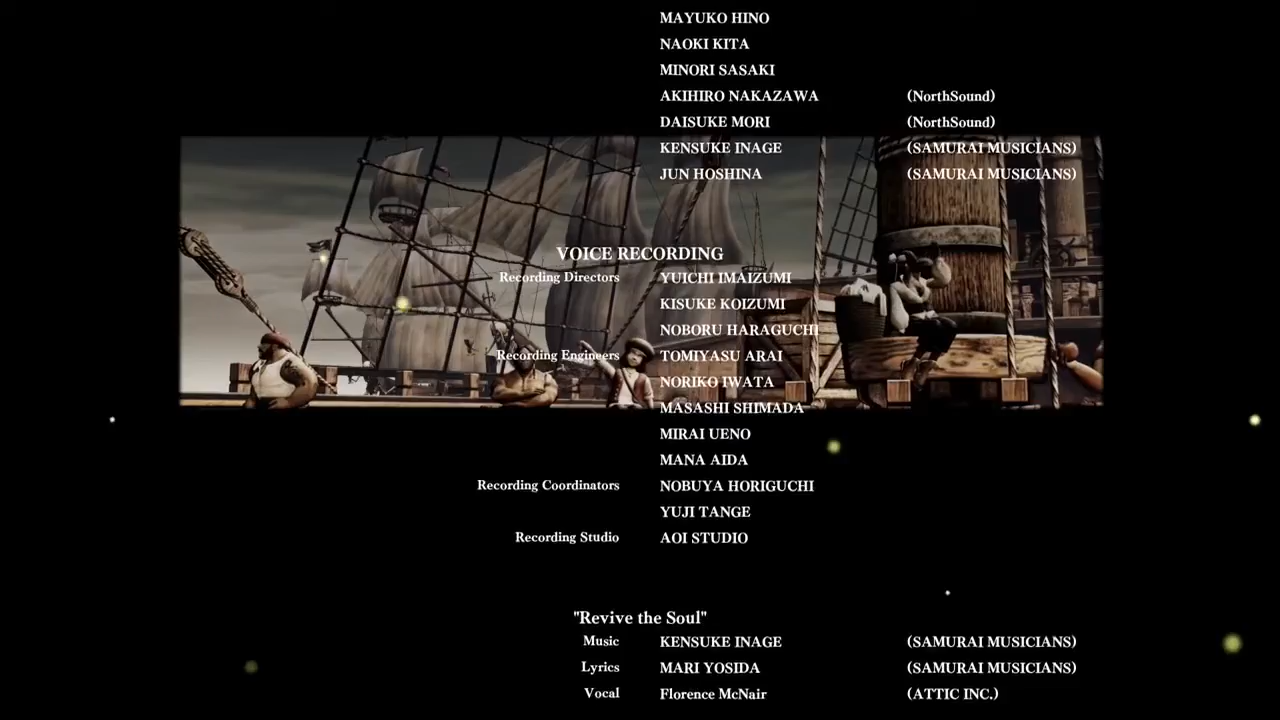 MAYUKO HINO
NAOKI KITA
MINORI SASAKI
AKIHIRO NAKAZAWA (NorthSound)
DAISUKE MORI (NorthSound)
KENSUKE INAGE (SAMURAI MUSICIANS)
JUN HOSHINA (SAMURAI MUSICIANS)
VOICE RECORDING
Recording Directors YUICHI IMAIZUMI
KISUKE KOIZUMI
NOBORU HARAGUCHI
Recording Engineers TOMIYASU ARAI
NORIKO IWATA
MASASHI SHIMADA
MIRAI UENO
MANA AIDA
Recording Coordinators NOBUYA HORIGUCHI
YUJI TANGE
Recording Studio AOI STUDIO
"Revive the Soul"
Music KENSUKE INAGE (SAMURAI MUSICIANS)
Lyrics MARI YOSIDA (SAMURAI MUSICIANS)
Vocal Florence McNair (ATTIC INC.)